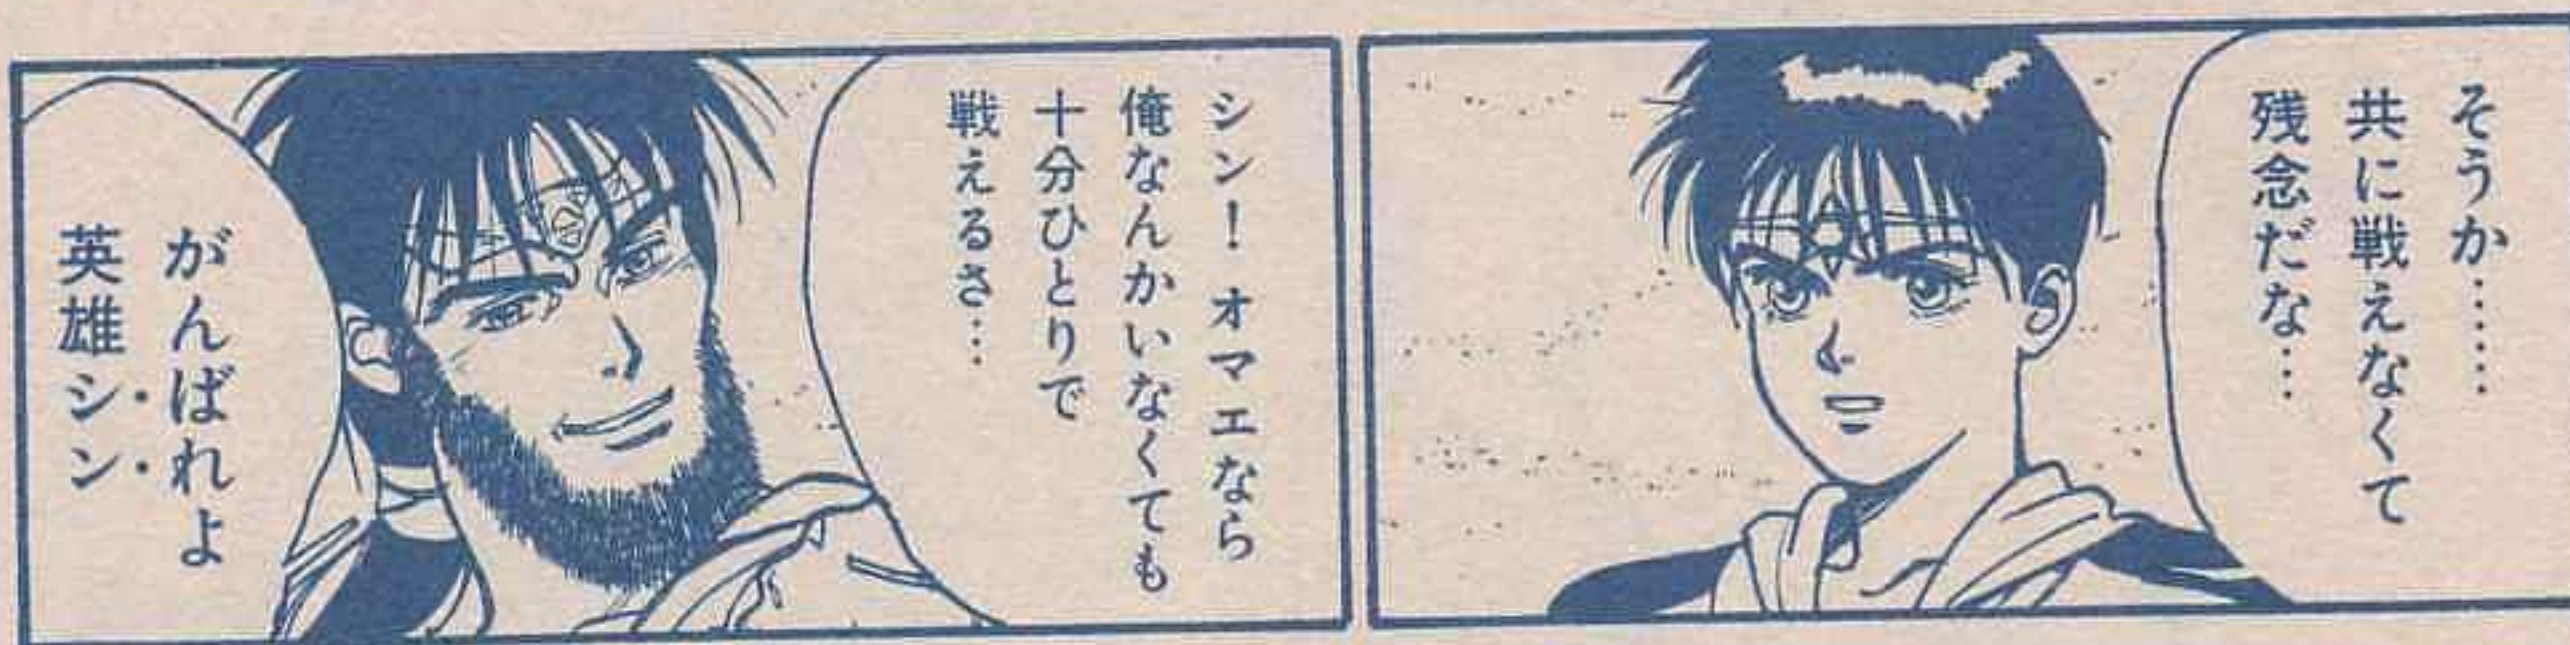 そうか……
共に戦えなくて
残念だな…
シン！オマエなら
俺なんかいなくても
十分ひとりで
戦えるさ…
がんばれよ
英雄シン